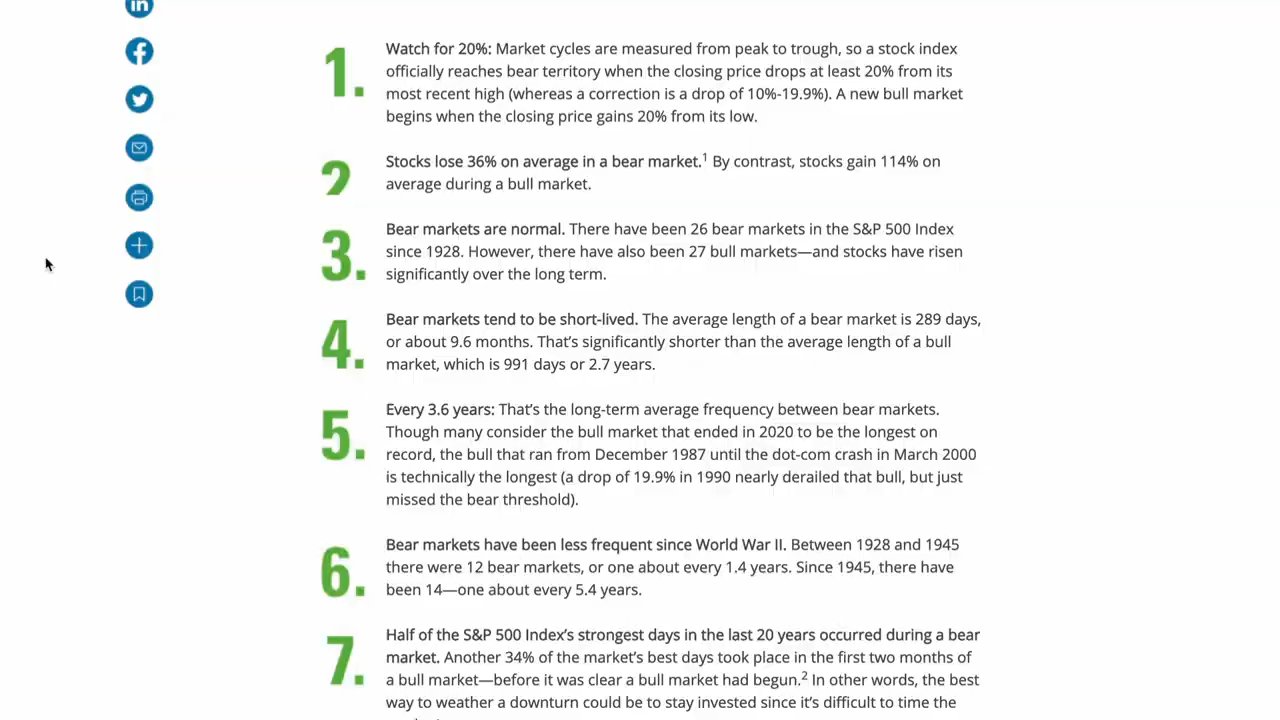 1. Watch for 20%: Market cycles are measured from peak to trough, so a stock index
officially reaches bear territory when the closing price drops at least 20% from its
most recent high (whereas a correction is a drop of 10%-19.9%). A new bull market
begins when the closing price gains 20% from its low.
2 Stocks lose 36% on average in a bear market.1 By contrast, stocks gain 114% on
average during a bull market.
3. Bear markets are normal. There have been 26 bear markets in the S&P 500 Index
since 1928. However, there have also been 27 bull markets—and stocks have risen
significantly over the long term.
4. Bear markets tend to be short-lived. The average length of a bear market is 289 days,
or about 9.6 months. That’s significantly shorter than the average length of a bull
market, which is 991 days or 2.7 years.
5. Every 3.6 years: That’s the long-term average frequency between bear markets.
Though many consider the bull market that ended in 2020 to be the longest on
record, the bull that ran from December 1987 until the dot-com crash in March 2000
is technically the longest (a drop of 19.9% in 1990 nearly derailed that bull, but just
missed the bear threshold).
6. Bear markets have been less frequent since World War II. Between 1928 and 1945
there were 12 bear markets, or one about every 1.4 years. Since 1945, there have
been 14—one about every 5.4 years.
7. Half of the S&P 500 Index’s strongest days in the last 20 years occurred during a bear
market. Another 34% of the market’s best days took place in the first two months of
a bull market—before it was clear a bull market had begun.2 In other words, the best
way to weather a downturn could be to stay invested since it’s difficult to time the